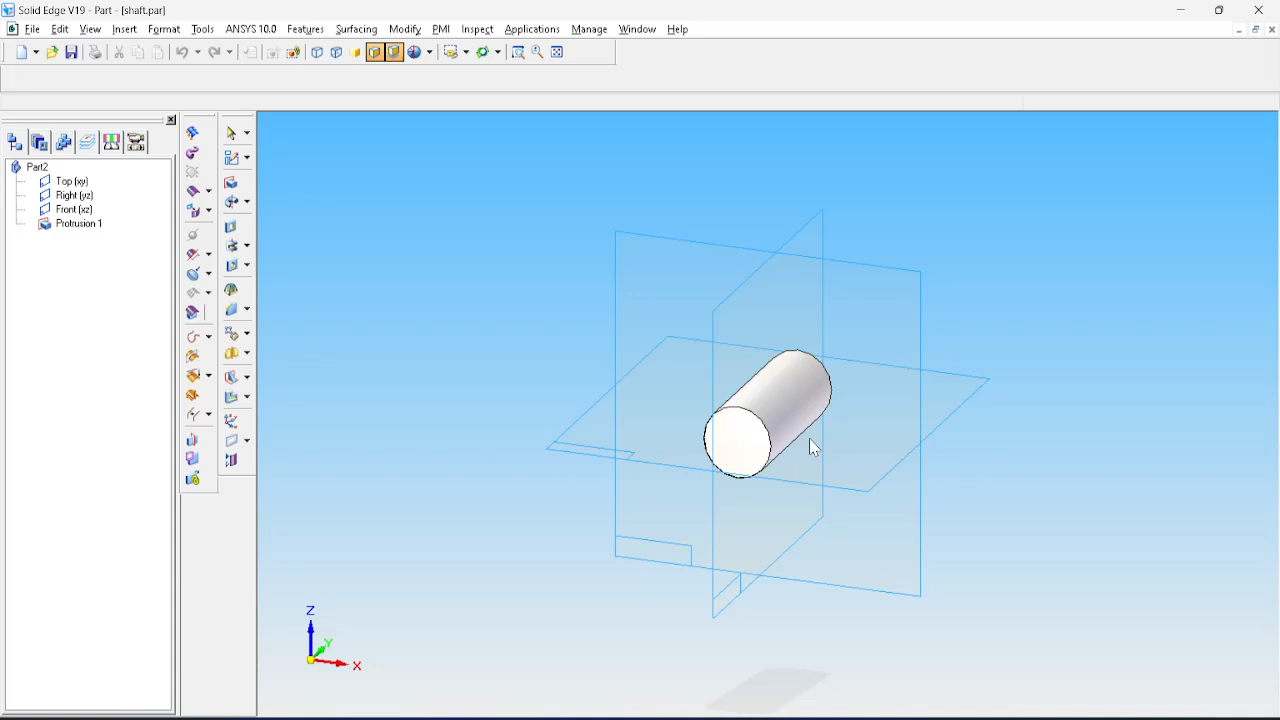 Solid Edge V19 - Part - [shaft.par]
File Edit View Insert Format Tools ANSYS 10.0 Features Surfacing Modify PMI Inspect Applications Manage Window Help
Part2
Top (xy)
Right (yz)
Front (xz)
Protrusion 1
Z
Y
X